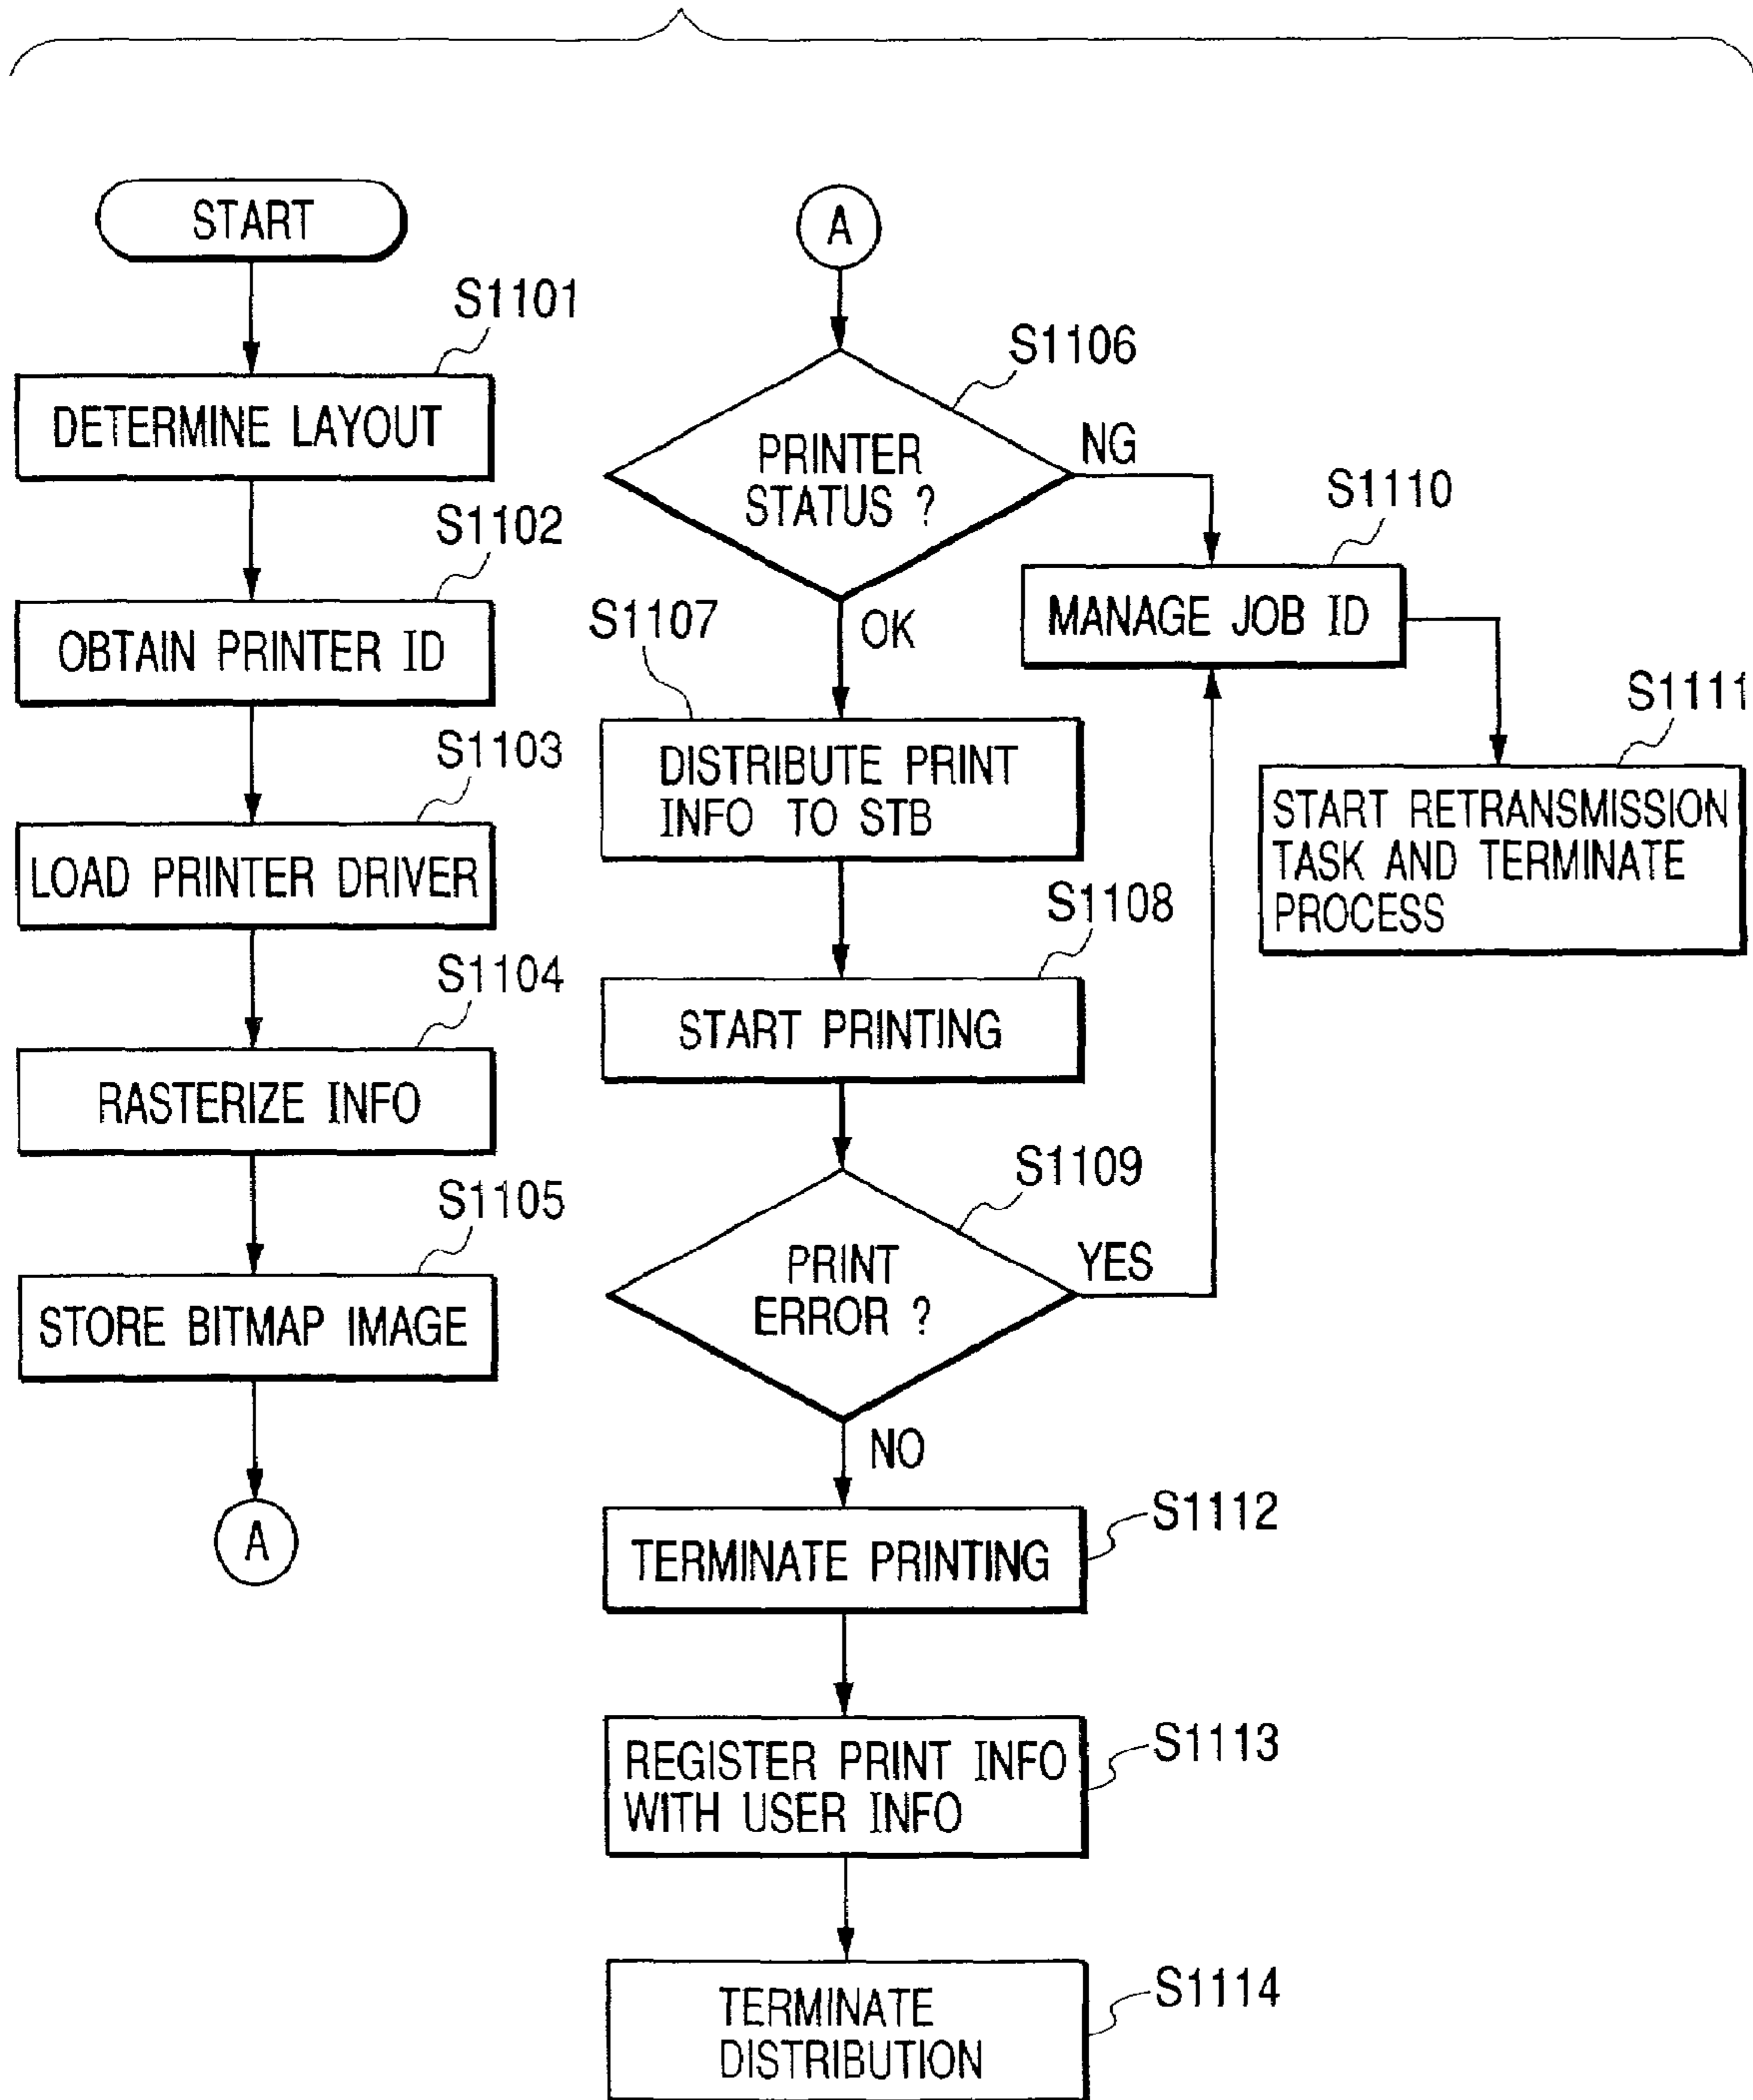 START
S1101
DETERMINE LAYOUT
S1102
OBTAIN PRINTER ID
S1103
LOAD PRINTER DRIVER
S1104
RASTERIZE INFO
S1105
STORE BITMAP IMAGE
A
A
S1106
PRINTER
STATUS ?
NG
OK
S1107
DISTRIBUTE PRINT
INFO TO STB
S1108
START PRINTING
S1109
PRINT
ERROR ?
YES
NO
S1110
MANAGE JOB ID
S1111
START RETRANSMISSION
TASK AND TERMINATE
PROCESS
S1112
TERMINATE PRINTING
S1113
REGISTER PRINT INFO
WITH USER INFO
S1114
TERMINATE
DISTRIBUTION